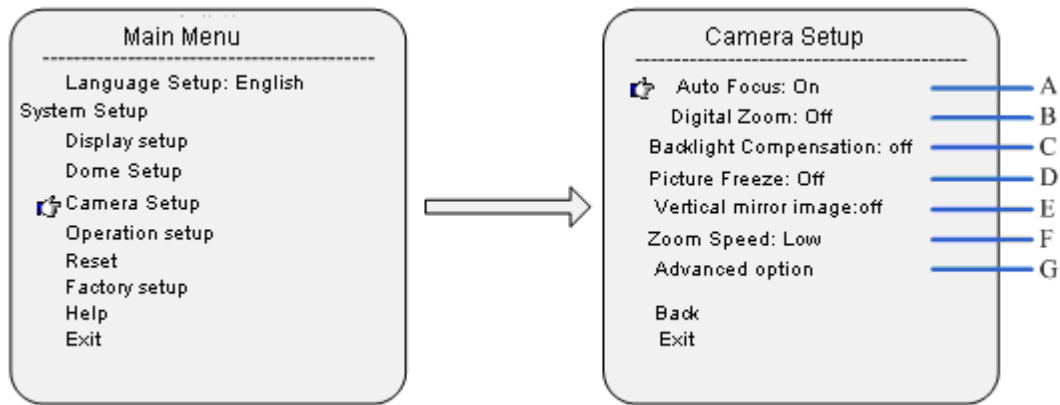 Main Menu
Language Setup: English
System Setup
Display setup
Dome Setup
Camera Setup
Operation setup
Reset
Factory setup
Help
Exit
Camera Setup
Auto Focus: On
A
Digital Zoom: Off
B
Backlight Compensation: off
C
Picture Freeze: Off
D
Vertical mirror image:off
E
Zoom Speed: Low
F
Advanced option
G
Back
Exit